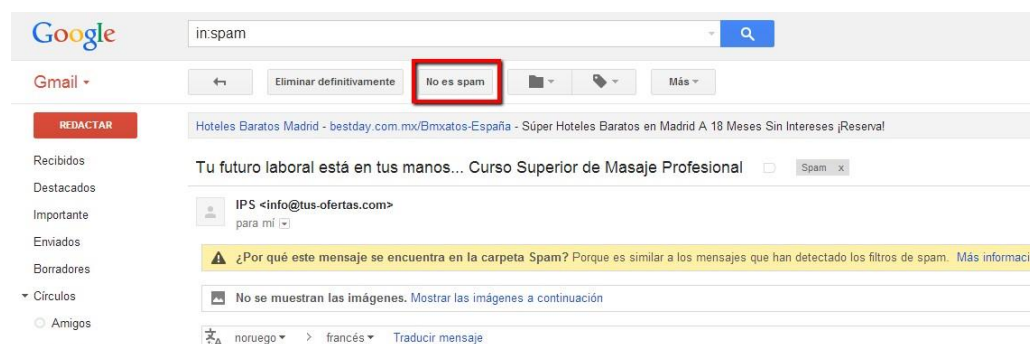 Google
in:spam
Gmail
Eliminar definitivamente
No es spam
Más
REDACTAR
Hoteles Baratos Madrid - bestday.com.mx/Bmxatos-España - Súper Hoteles Baratos en Madrid A 18 Meses Sin Intereses ¡Reserva!
Recibidos
Tu futuro laboral está en tus manos... Curso Superior de Masaje Profesional
Spam x
Destacados
IPS <info@tus-ofertas.com>
Importante
para mí
Enviados
¿Por qué este mensaje se encuentra en la carpeta Spam? Porque es similar a los mensajes que han detectado los filtros de spam. Más informaci
Borradores
Círculos
No se muestran las imágenes. Mostrar las imágenes a continuación
Amigos
noruego > francés Traducir mensaje